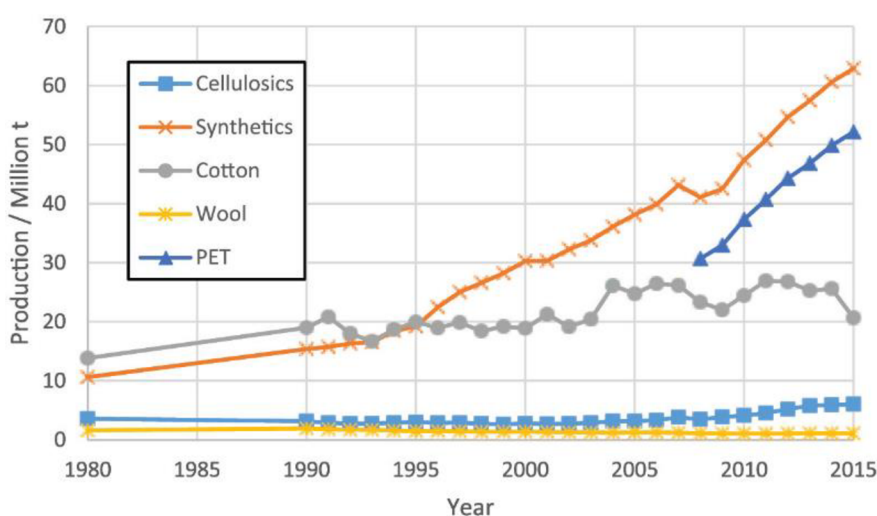 70
60
50
40
30
20
10
0
Production / Million t
Cellulosics
Synthetics
Cotton
Wool
PET
1980 1985 1990 1995 2000 2005 2010 2015
Year